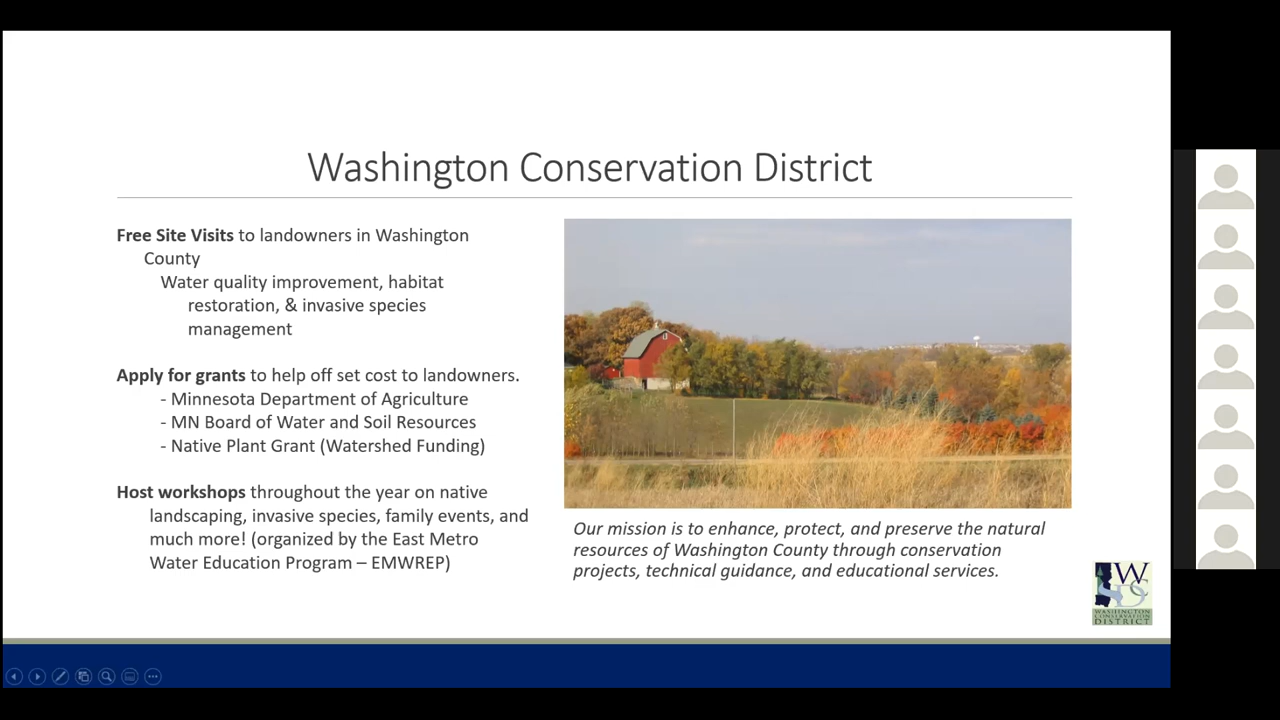 Washington Conservation District
Free Site Visits to landowners in Washington
County
Water quality improvement, habitat
restoration, & invasive species
management
Apply for grants to help off set cost to landowners.
- Minnesota Department of Agriculture
- MN Board of Water and Soil Resources
- Native Plant Grant (Watershed Funding)
Host workshops throughout the year on native
landscaping, invasive species, family events, and
much more! (organized by the East Metro
Water Education Program – EMWREP)
Our mission is to enhance, protect, and preserve the natural
resources of Washington County through conservation
projects, technical guidance, and educational services.
W
CD
WASHINGTON
CONSERVATION
DISTRICT